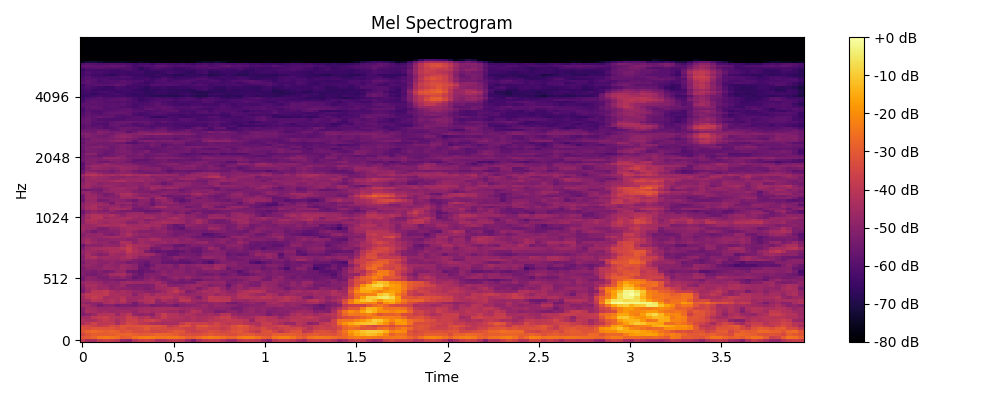 Mel Spectrogram
Hz
4096
2048
1024
512
0
0
0.5
1
1.5
2
2.5
3
3.5
Time
+0 dB
-10 dB
-20 dB
-30 dB
-40 dB
-50 dB
-60 dB
-70 dB
-80 dB